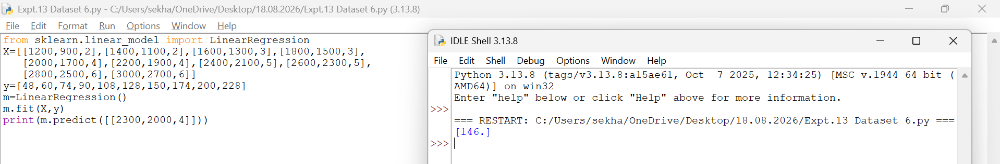 Expt.13 Dataset 6.py - C:/Users/sekha/OneDrive/Desktop/18.08.2026/Expt.13 Dataset 6.py (3.13.8)
File Edit Format Run Options Window Help
from sklearn.linear_model import LinearRegression
X=[[1200,900,2],[1400,1100,2],[1600,1300,3],[1800,1500,3],
[2000,1700,4],[2200,1900,4],[2400,2100,5],[2600,2300,5],
[2800,2500,6],[3000,2700,6]]
y=[48,60,74,90,108,128,150,174,200,228]
m=LinearRegression()
m.fit(X,y)
print(m.predict([[2300,2000,4]]))
IDLE Shell 3.13.8
File Edit Shell Debug Options Window Help
Python 3.13.8 (tags/v3.13.8:a15ae61, Oct  7 2025, 12:34:25) [MSC v.1944 64 bit (
AMD64)] on win32
Enter "help" below or click "Help" above for more information.
>>>
=== RESTART: C:/Users/sekha/OneDrive/Desktop/18.08.2026/Expt.13 Dataset 6.py ===
[146.]
>>>